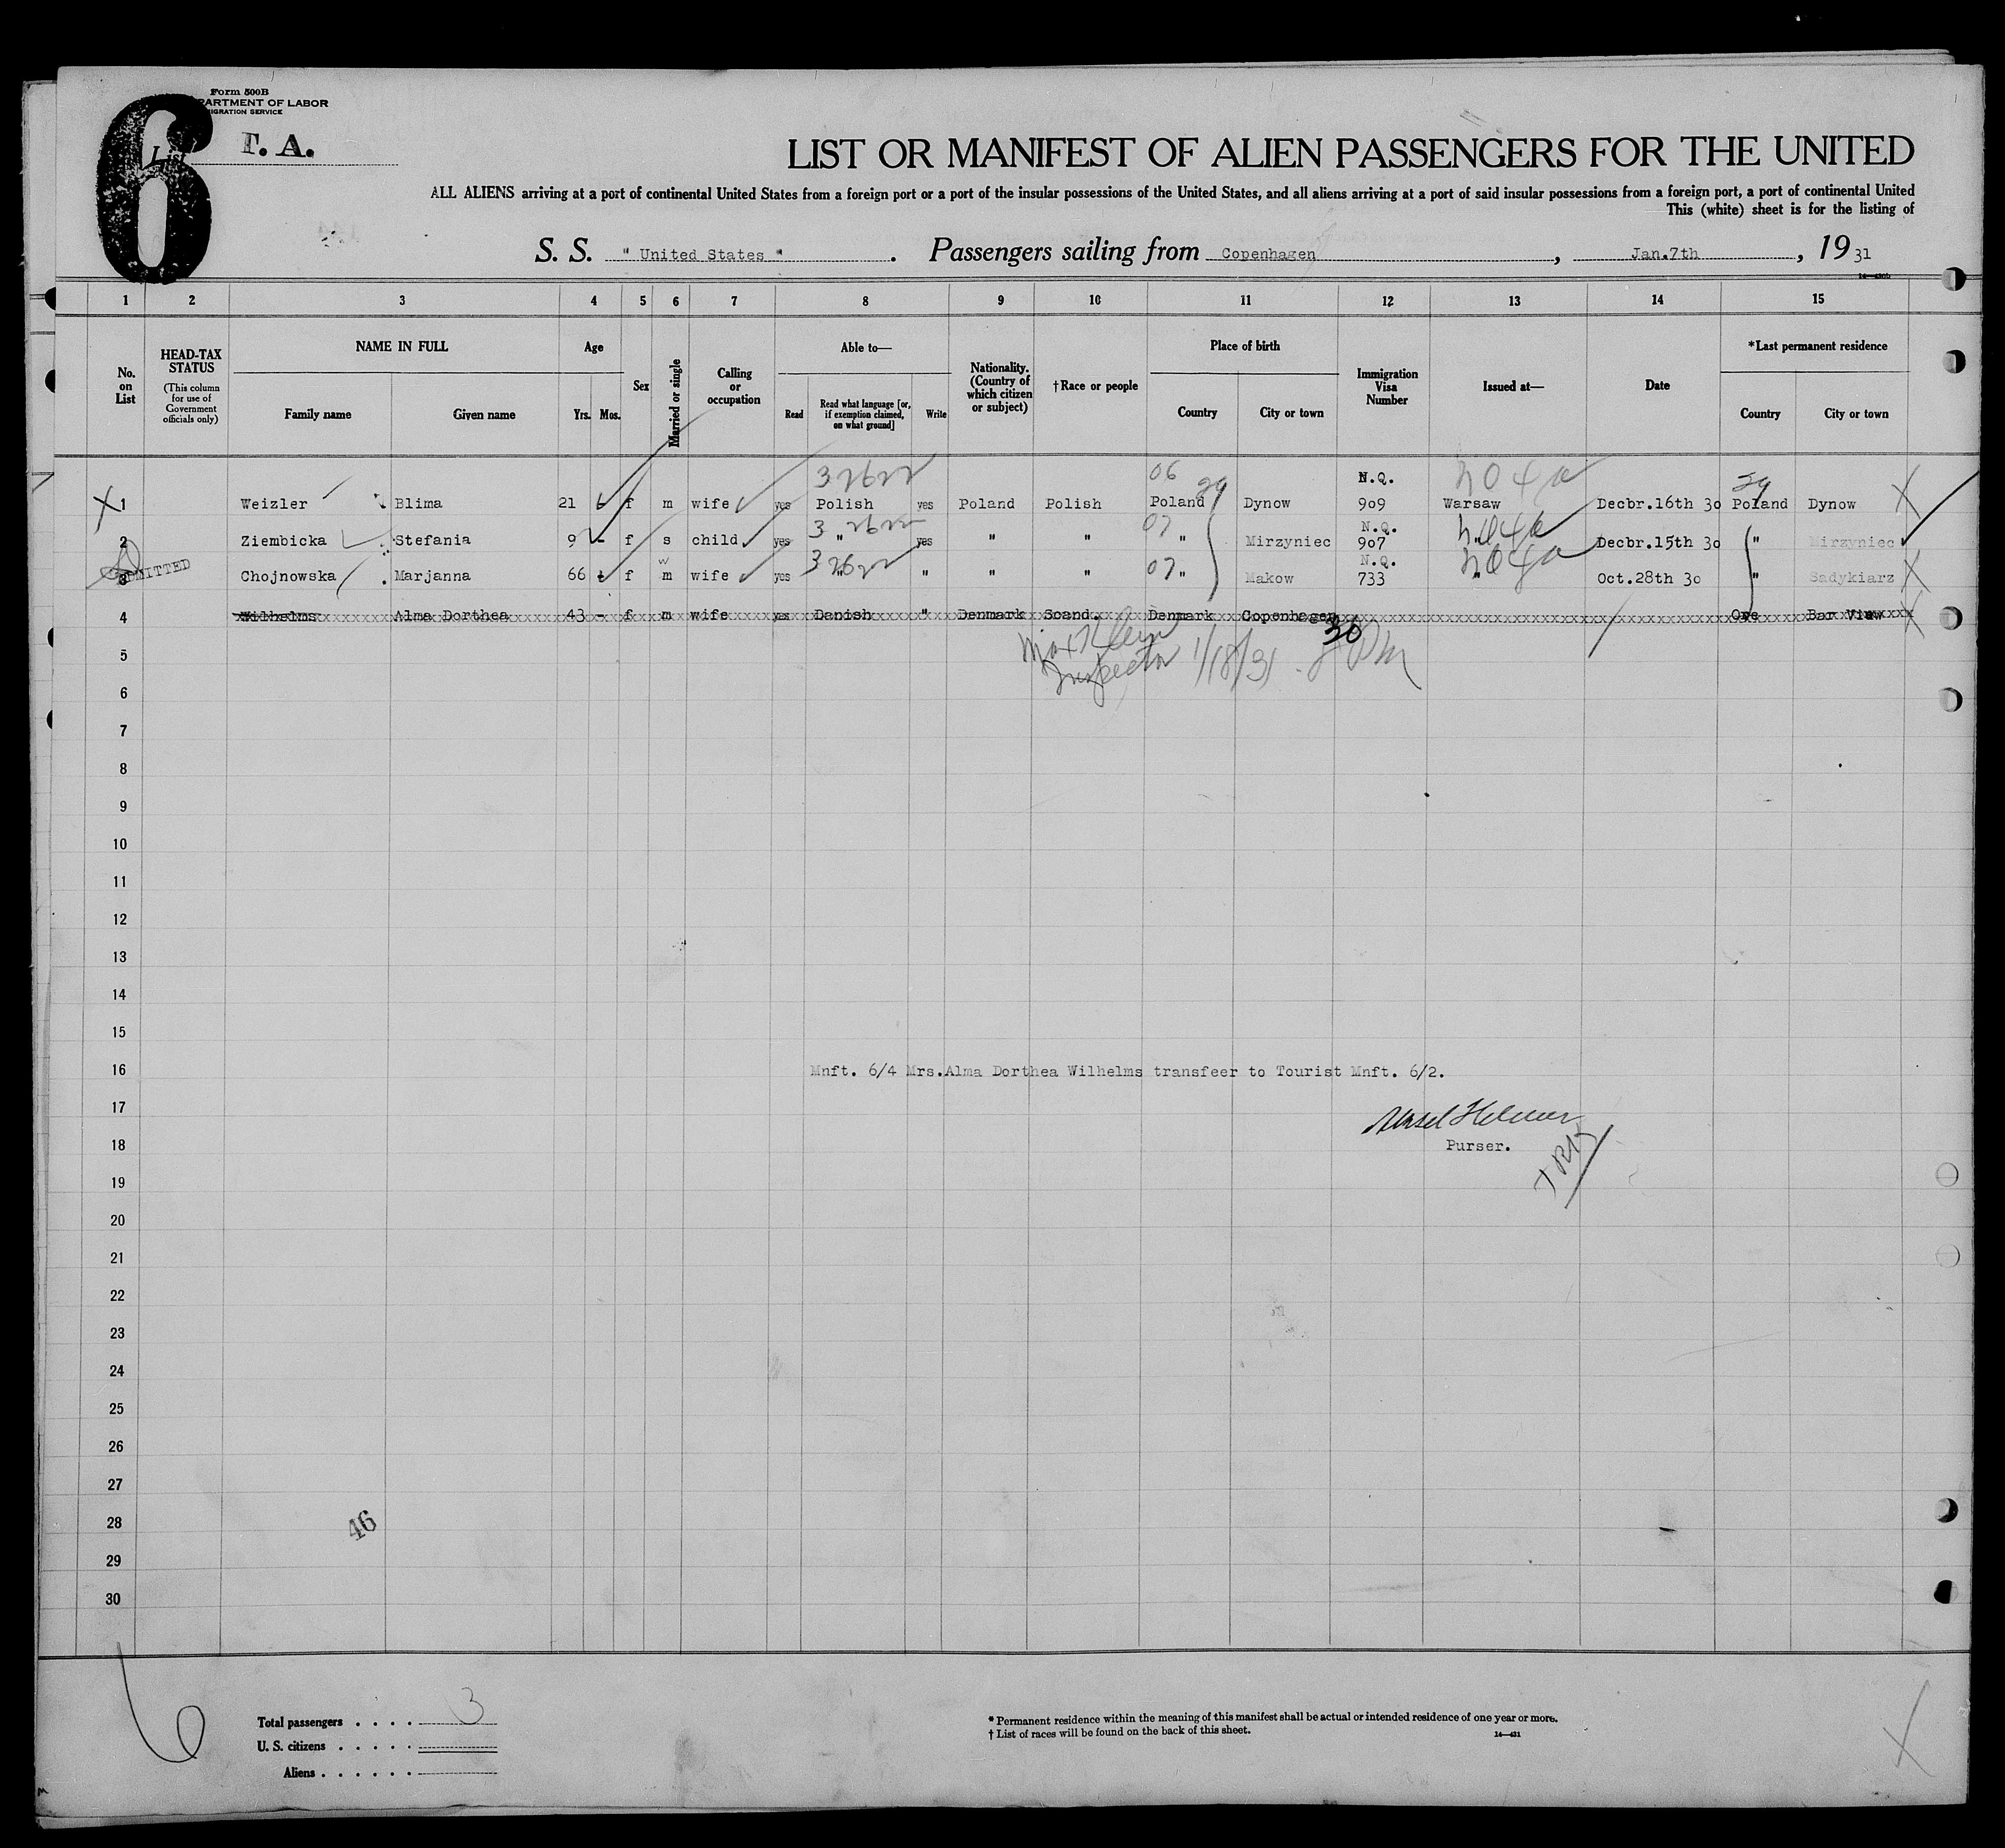 Form 500B
PARTMENT OF LABOR
IGRATION SERVICE
6
List T. A.
LIST OR MANIFEST OF ALIEN PASSENGERS FOR THE UNITED
ALL ALIENS arriving at a port of continental United States from a foreign port or a port of the insular possessions of the United States, and all aliens arriving at a port of said insular possessions from a foreign port, a port of continental United
This (white) sheet is for the listing of
S. S. " United States ". Passengers sailing from Copenhagen, Jan.7th, 1931
1 2 3 4 5 6 7 8 9 10 11 12 13 14 15
No. on List
HEAD-TAX STATUS
(This column for use of Government officials only)
NAME IN FULL
Family name Given name
Age
Yrs. Mos.
Sex
Married or single
Calling or occupation
Able to—
Read
Read what language [or, if exemption claimed, on what ground]
Write
Nationality. (Country of which citizen or subject)
†Race or people
Place of birth
Country City or town
Immigration Visa Number
Issued at—
Date
*Last permanent residence
Country City or town
06 29 N.Q. 29
1 Weizler Blima 21 f m wife yes Polish yes Poland Polish Poland Dynow 909 Warsaw Decbr.16th 30 Poland Dynow
07 N.Q.
2 Ziembicka Stefania 9 - f s child yes " yes " " " Mirzyniec 907 " Decbr.15th 30 " Mirzyniec
w 07 N.Q.
3 Chojnowska Marjanna 66 f m wife yes " " " " " Makow 733 " Oct.28th 30 " Sadykiarz
4 Wilhelms Alma Dorthea 43 - f m wife yes Danish " Denmark Scand. Denmark Copenhagen Ore Bar View
30
Max Klein
Inspector 1/18/31
5
6
7
8
9
10
11
12
13
14
15
16 Mnft. 6/4 Mrs.Alma Dorthea Wilhelms transfeer to Tourist Mnft. 6/2.
17
18 Purser.
19
20
21
22
23
24
25
26
27
28 46
29
30
6
Total passengers . . . . 3
U. S. citizens . . . . .
Aliens . . . . . .
* Permanent residence within the meaning of this manifest shall be actual or intended residence of one year or more.
† List of races will be found on the back of this sheet.